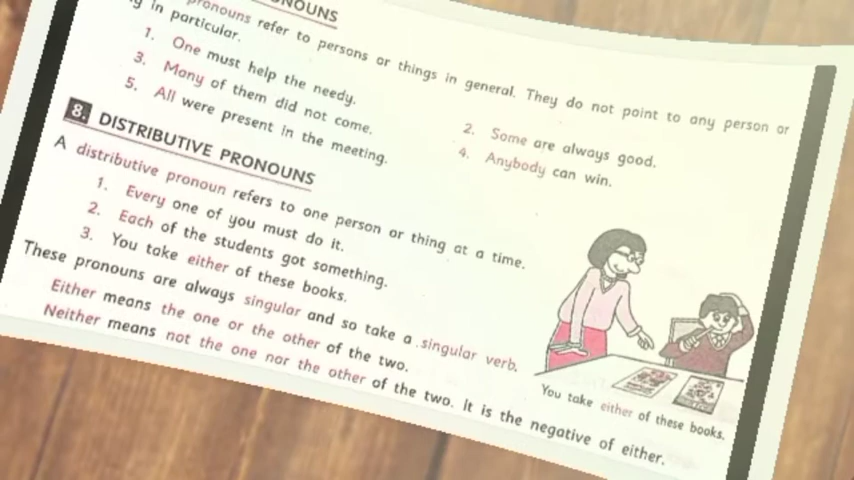 pronouns refer to persons or things in general. They do not point to any person or
in particular.
1. One must help the needy.
2. Some are always good.
3. Many of them did not come.
4. Anybody can win.
5. All were present in the meeting.
8. DISTRIBUTIVE PRONOUNS
A distributive pronoun refers to one person or thing at a time.
1. Every one of you must do it.
2. Each of the students got something.
3. You take either of these books.
These pronouns are always singular and so take a singular verb.
Either means the one or the other of the two.
Neither means not the one nor the other of the two. It is the negative of either.
You take either of these books.